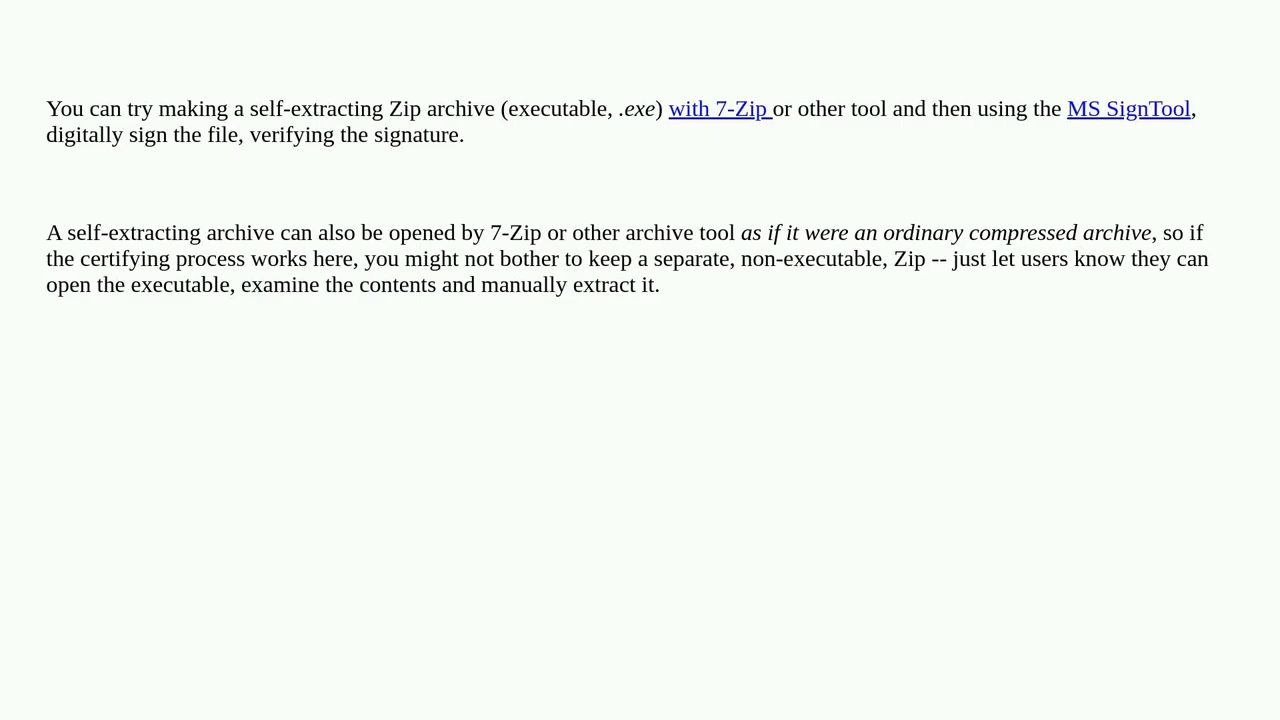 You can try making a self-extracting Zip archive (executable, .exe) with 7-Zip or other tool and then using the MS SignTool,
digitally sign the file, verifying the signature.
A self-extracting archive can also be opened by 7-Zip or other archive tool as if it were an ordinary compressed archive, so if
the certifying process works here, you might not bother to keep a separate, non-executable, Zip -- just let users know they can
open the executable, examine the contents and manually extract it.